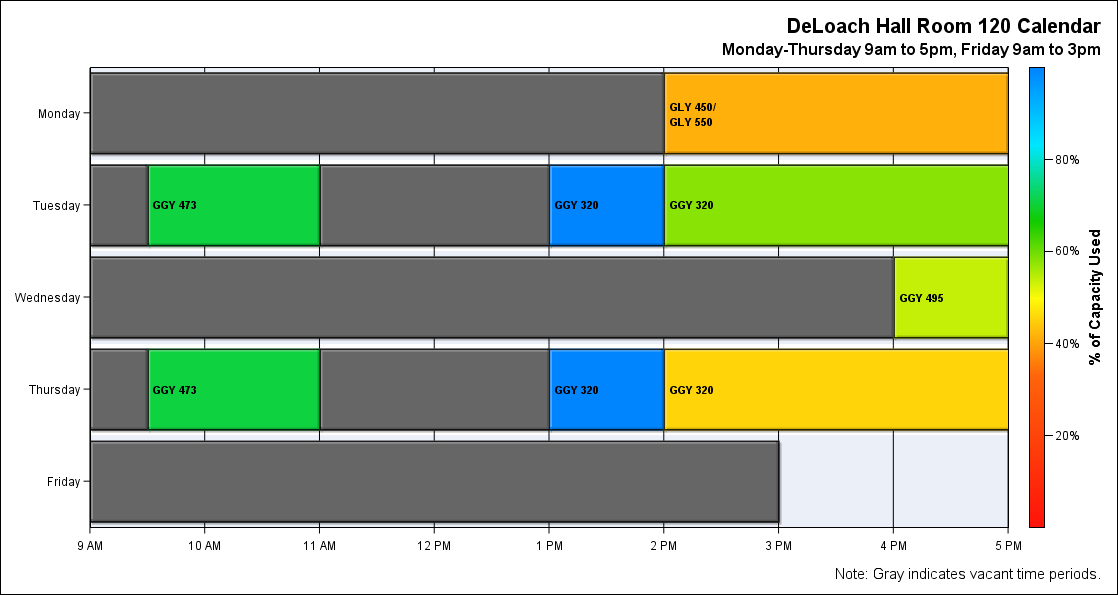 DeLoach Hall Room 120 Calendar
Monday-Thursday 9am to 5pm, Friday 9am to 3pm
Monday
GLY 450/
GLY 550
Tuesday
GGY 473
GGY 320
GGY 320
Wednesday
GGY 495
Thursday
GGY 473
GGY 320
GGY 320
Friday
9 AM
10 AM
11 AM
12 PM
1 PM
2 PM
3 PM
4 PM
5 PM
80%
60%
40%
20%
% of Capacity Used
Note: Gray indicates vacant time periods.